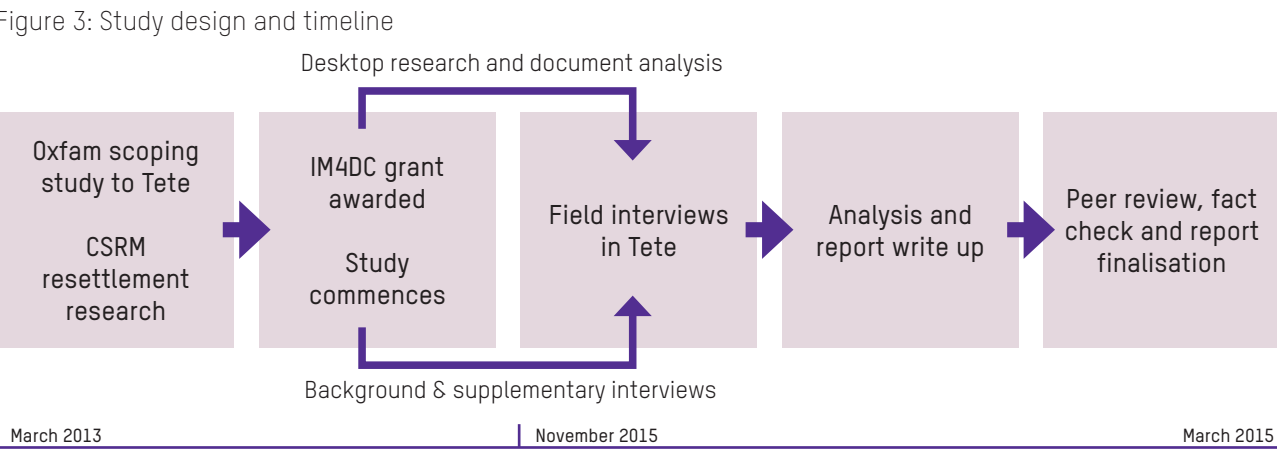 Figure 3: Study design and timeline
Desktop research and document analysis
Oxfam scoping
study to Tete
CSRM
resettlement
research
IM4DC grant
awarded
Study
commences
Field interviews
in Tete
Analysis and
report write up
Peer review, fact
check and report
finalisation
Background & supplementary interviews
March 2013
November 2015
March 2015